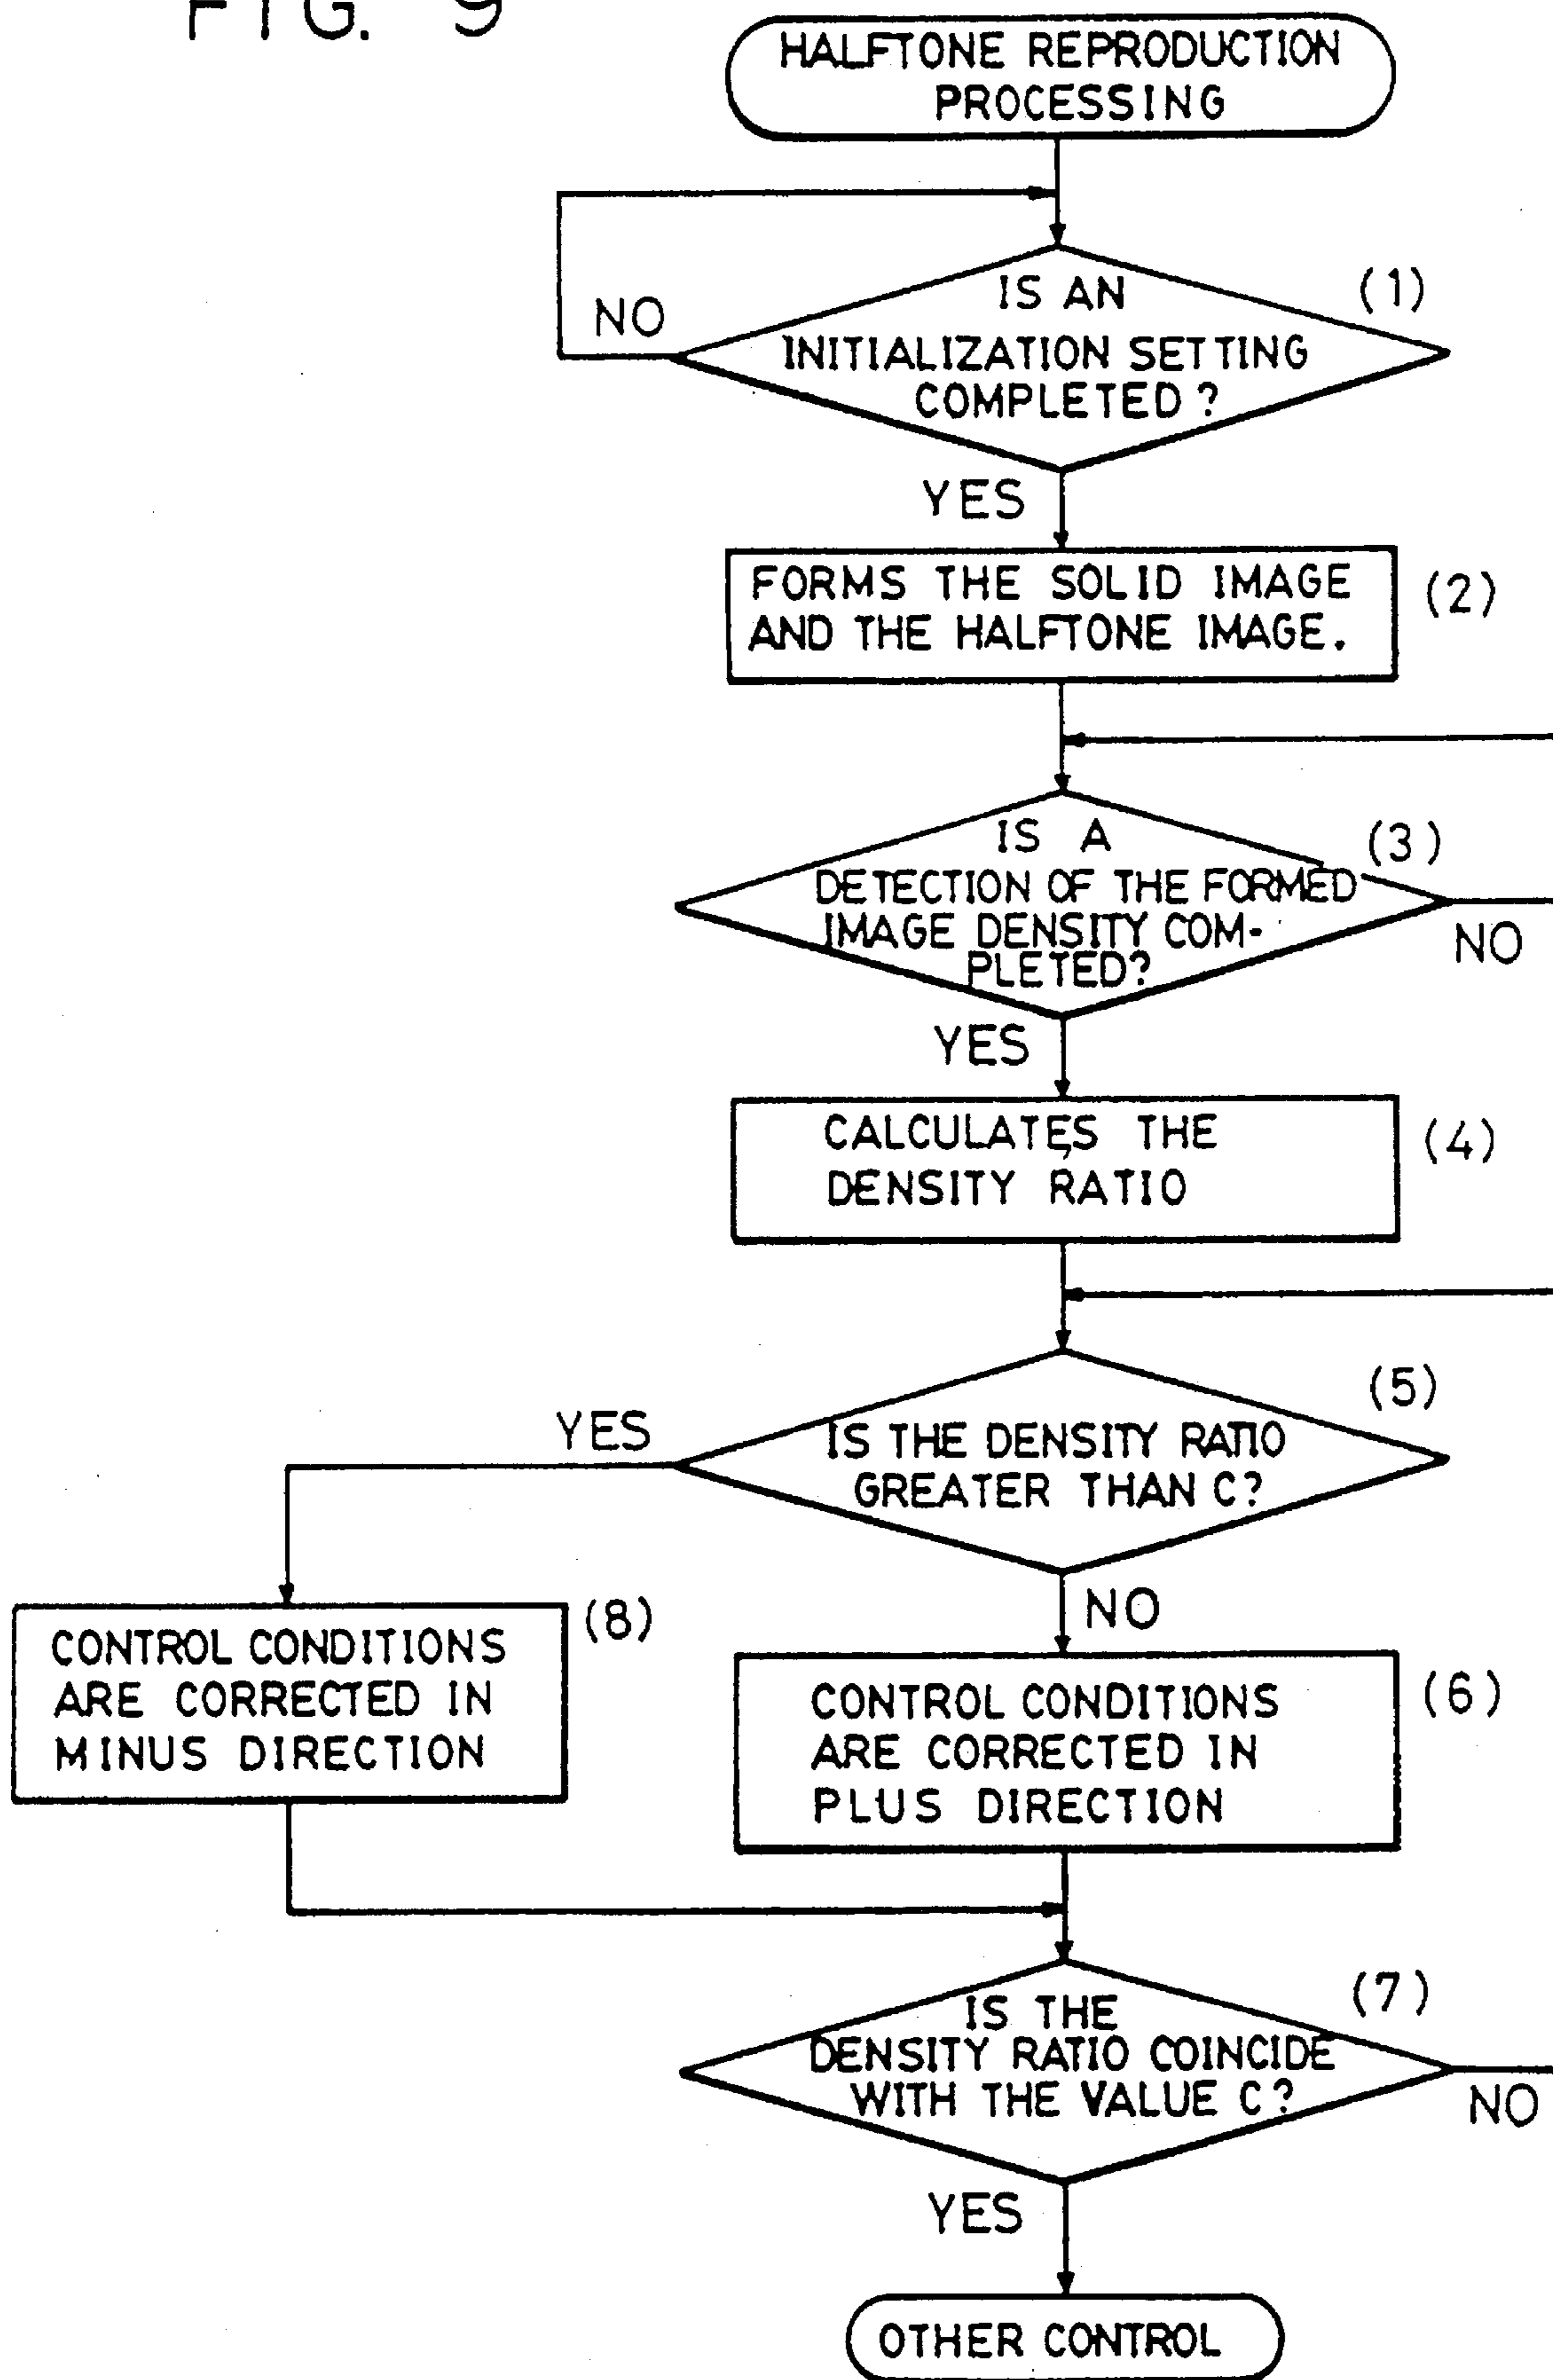 FIG. 9
HALFTONE REPRODUCTION
PROCESSING
IS AN
(1)
NO
INITIALIZATION SETTING
COMPLETED?
YES
FORMS THE SOLID IMAGE
(2)
AND THE HALFTONE IMAGE.
IS A
(3)
DETECTION OF THE FORMED
IMAGE DENSITY COM-
NO
PLETED?
YES
CALCULATES THE
(4)
DENSITY RATIO
(5)
YES
IS THE DENSITY RATIO
GREATER THAN C?
NO
(8)
CONTROL CONDITIONS
ARE CORRECTED IN
MINUS DIRECTION
(6)
CONTROL CONDITIONS
ARE CORRECTED IN
PLUS DIRECTION
(7)
IS THE
DENSITY RATIO COINCIDE
WITH THE VALUE C?
NO
YES
OTHER CONTROL